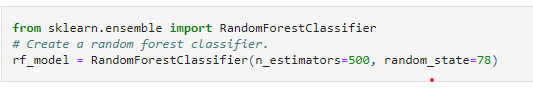 from sklearn.ensemble import RandomForestClassifier
# Create a random forest classifier.
rf_model = RandomForestClassifier(n_estimators=500, random_state=78)